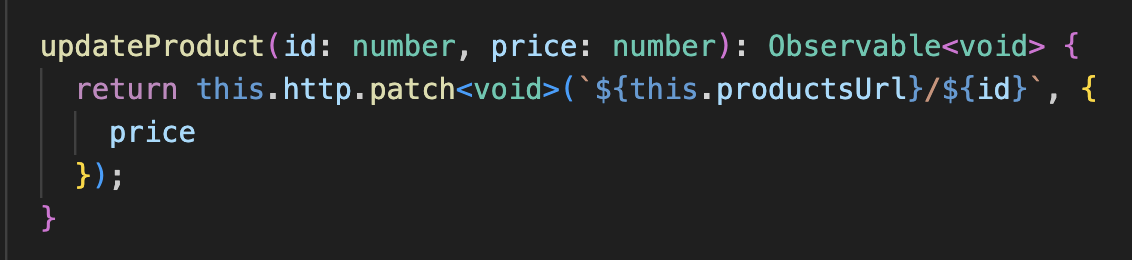 updateProduct(id: number, price: number): Observable<void> {
return this.http.patch<void>(`${this.productsUrl}/${id}`, {
price
});
}